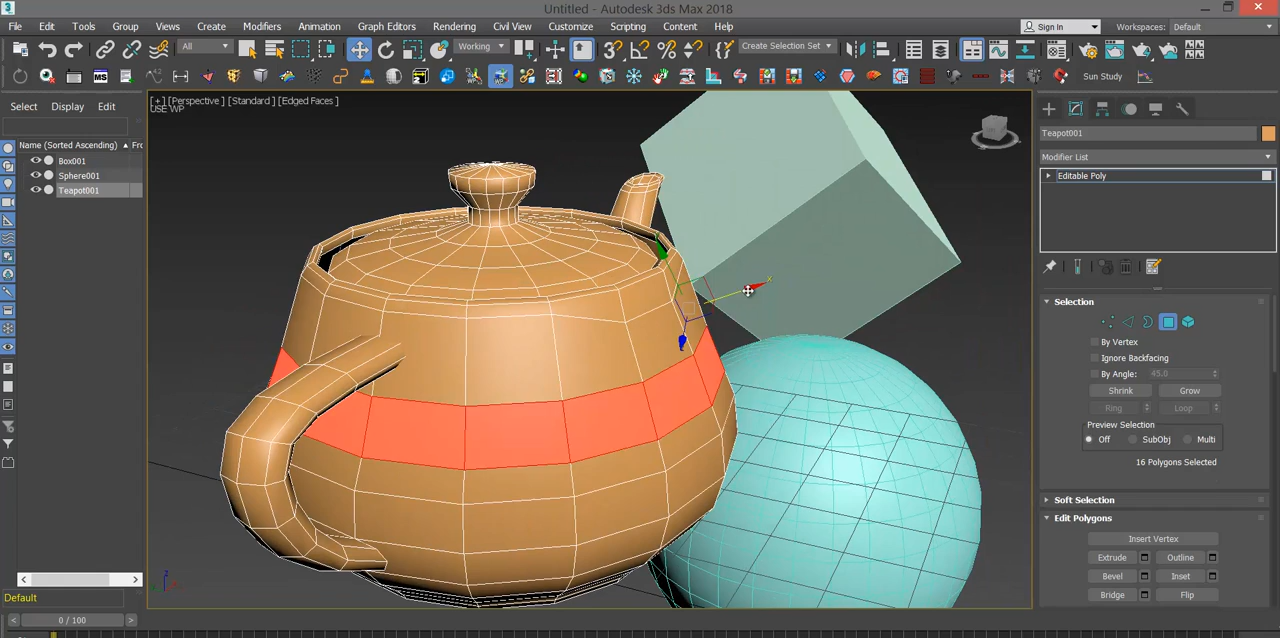 Untitled - Autodesk 3ds Max 2018
File Edit Tools Group Views Create Modifiers Animation Graph Editors Rendering Civil View Customize Scripting Content Help
Sign In Workspaces: Default
All Working Create Selection Set
MS WP Sun Study
Select Display Edit
[+] [Perspective ] [Standard ] [Edged Faces ]
USE WP
Name (Sorted Ascending) ▲ Fro
Box001
Sphere001
Teapot001
Teapot001
Modifier List
Editable Poly
Selection
By Vertex
Ignore Backfacing
By Angle: 45.0
Shrink Grow
Ring Loop
Preview Selection
Off SubObj Multi
16 Polygons Selected
Soft Selection
Edit Polygons
Insert Vertex
Extrude Outline
Bevel Inset
Bridge Flip
x
z
Default
0 / 100